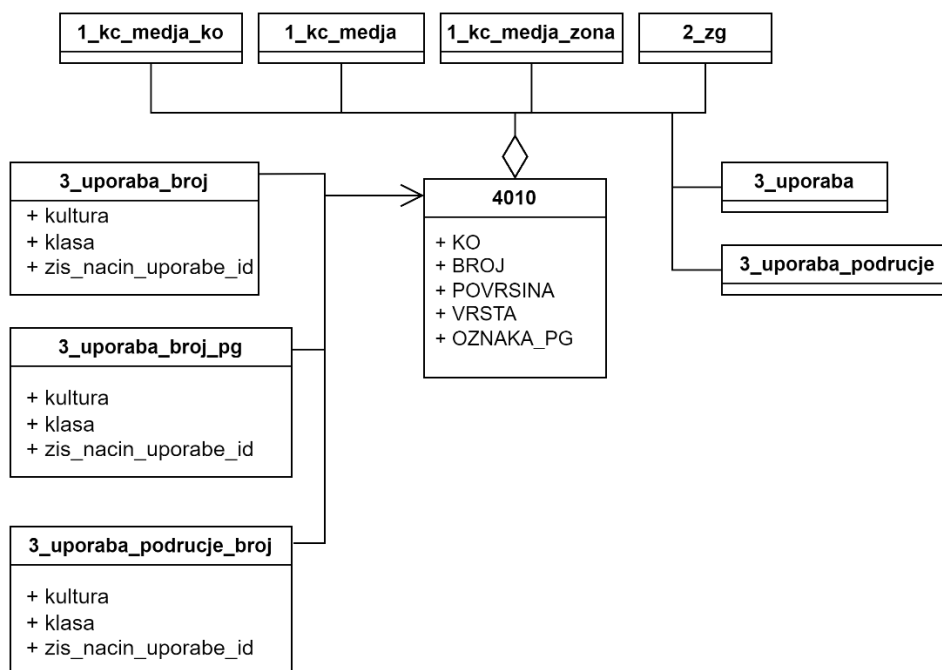 1_kc_medja_ko
1_kc_medja
1_kc_medja_zona
2_zg
3_uporaba_broj
+ kultura
+ klasa
+ zis_nacin_uporabe_id
4010
+ KO
+ BROJ
+ POVRSINA
+ VRSTA
+ OZNAKA_PG
3_uporaba
3_uporaba_podrucje
3_uporaba_broj_pg
+ kultura
+ klasa
+ zis_nacin_uporabe_id
3_uporaba_podrucje_broj
+ kultura
+ klasa
+ zis_nacin_uporabe_id